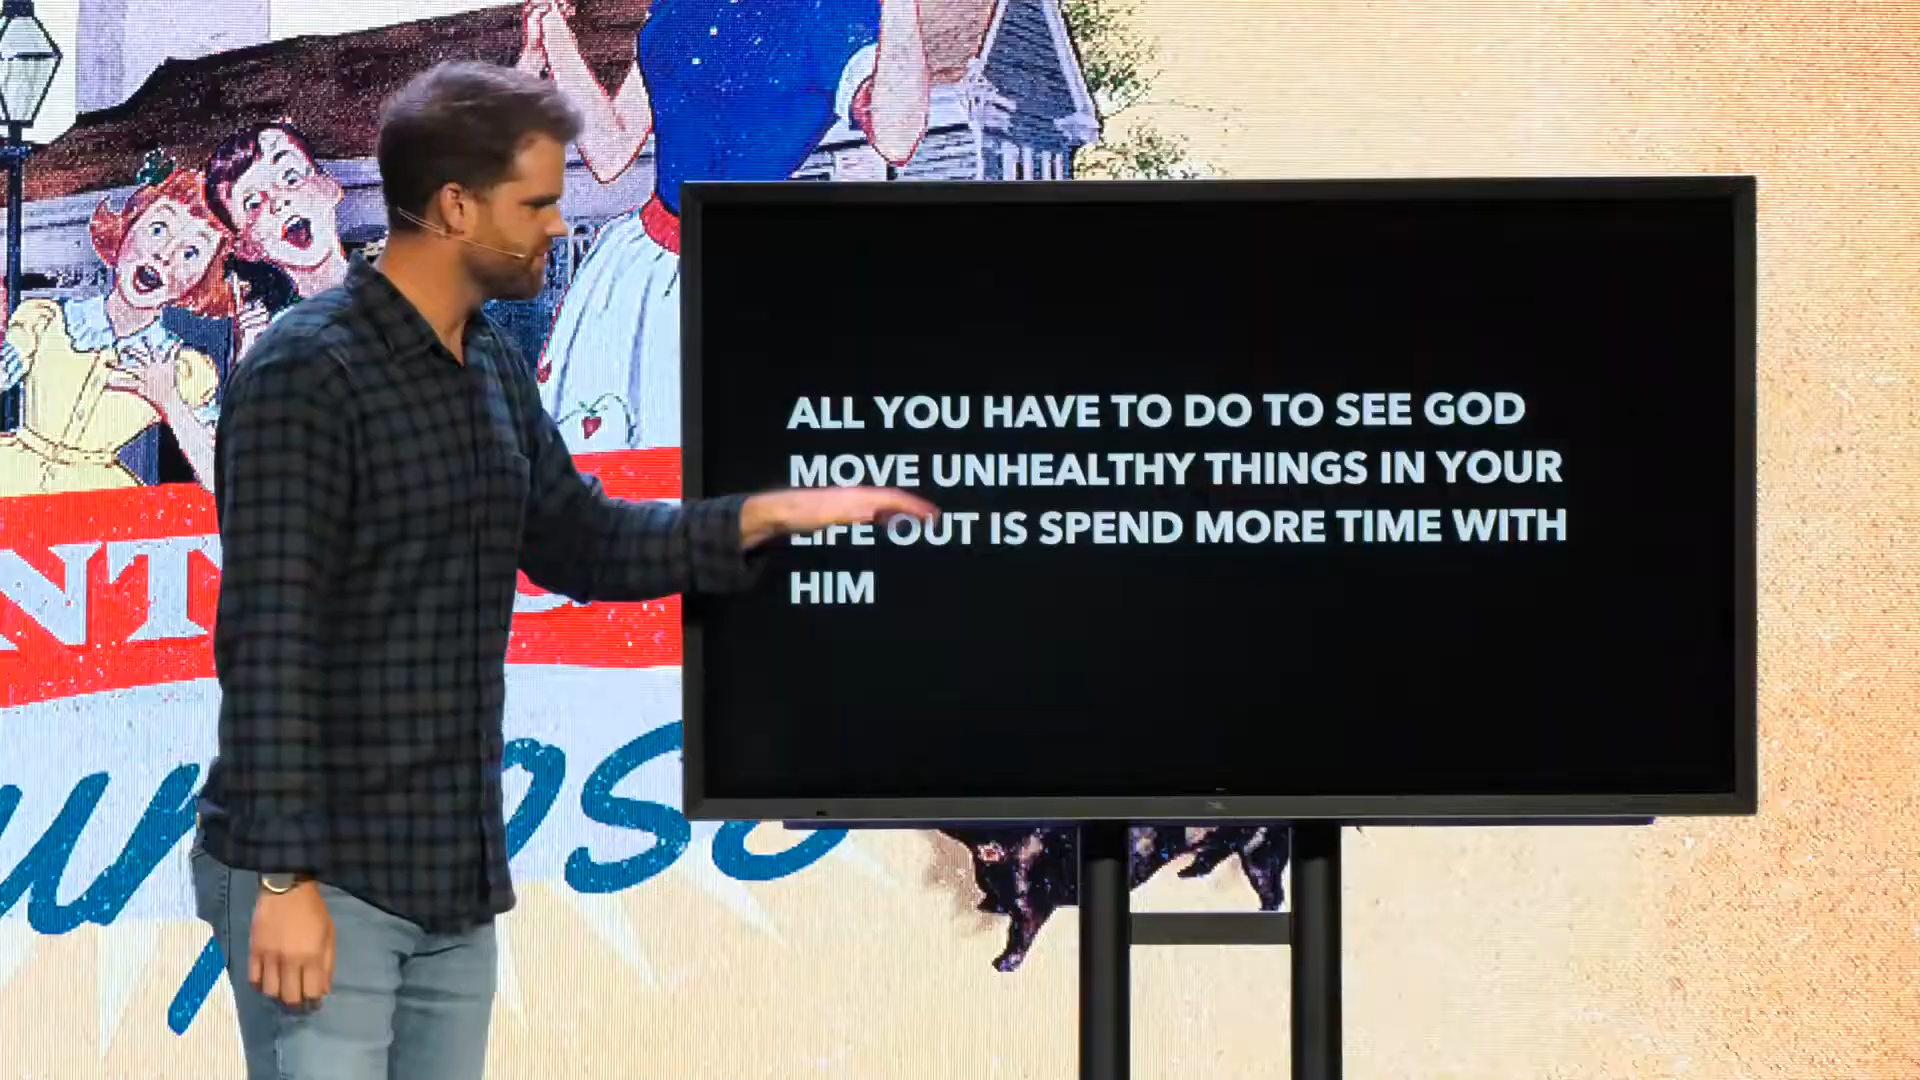 ALL YOU HAVE TO DO TO SEE GOD
MOVE UNHEALTHY THINGS IN YOUR
LIFE OUT IS SPEND MORE TIME WITH
HIM
NT